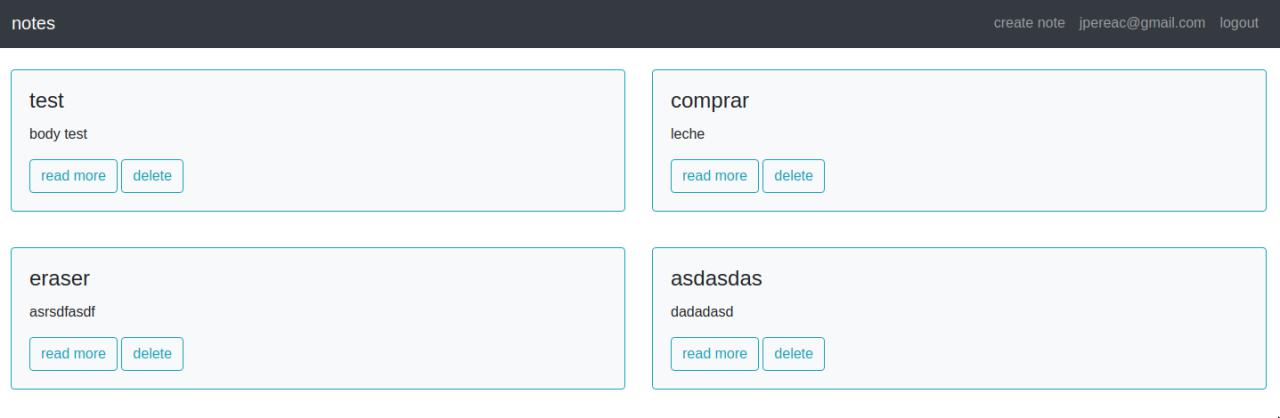 notes create note jpereac@gmail.com logout
test
body test
read more delete
comprar
leche
read more delete
eraser
asrsdfasdf
read more delete
asdasdas
dadadasd
read more delete